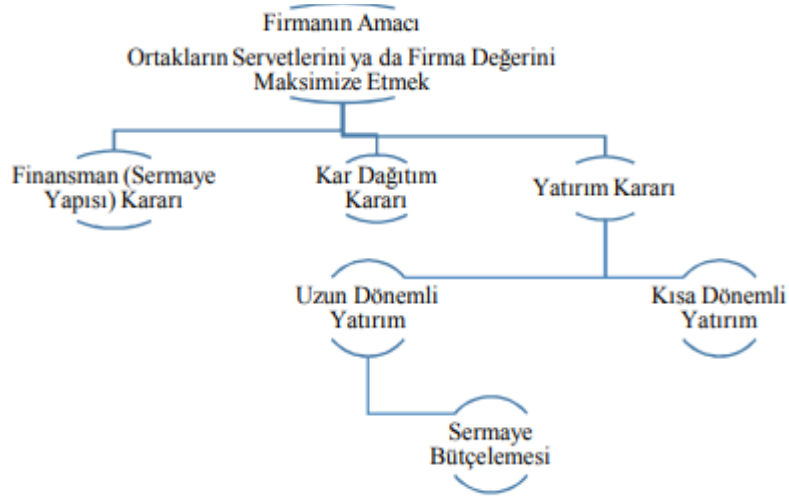 Firmanın Amacı
Ortakların Servetlerini ya da Firma Değerini
Maksimize Etmek
Finansman (Sermaye
Yapısı) Kararı
Kar Dağıtım
Kararı
Yatırım Kararı
Uzun Dönemli
Yatırım
Kısa Dönemli
Yatırım
Sermaye
Bütçelemesi